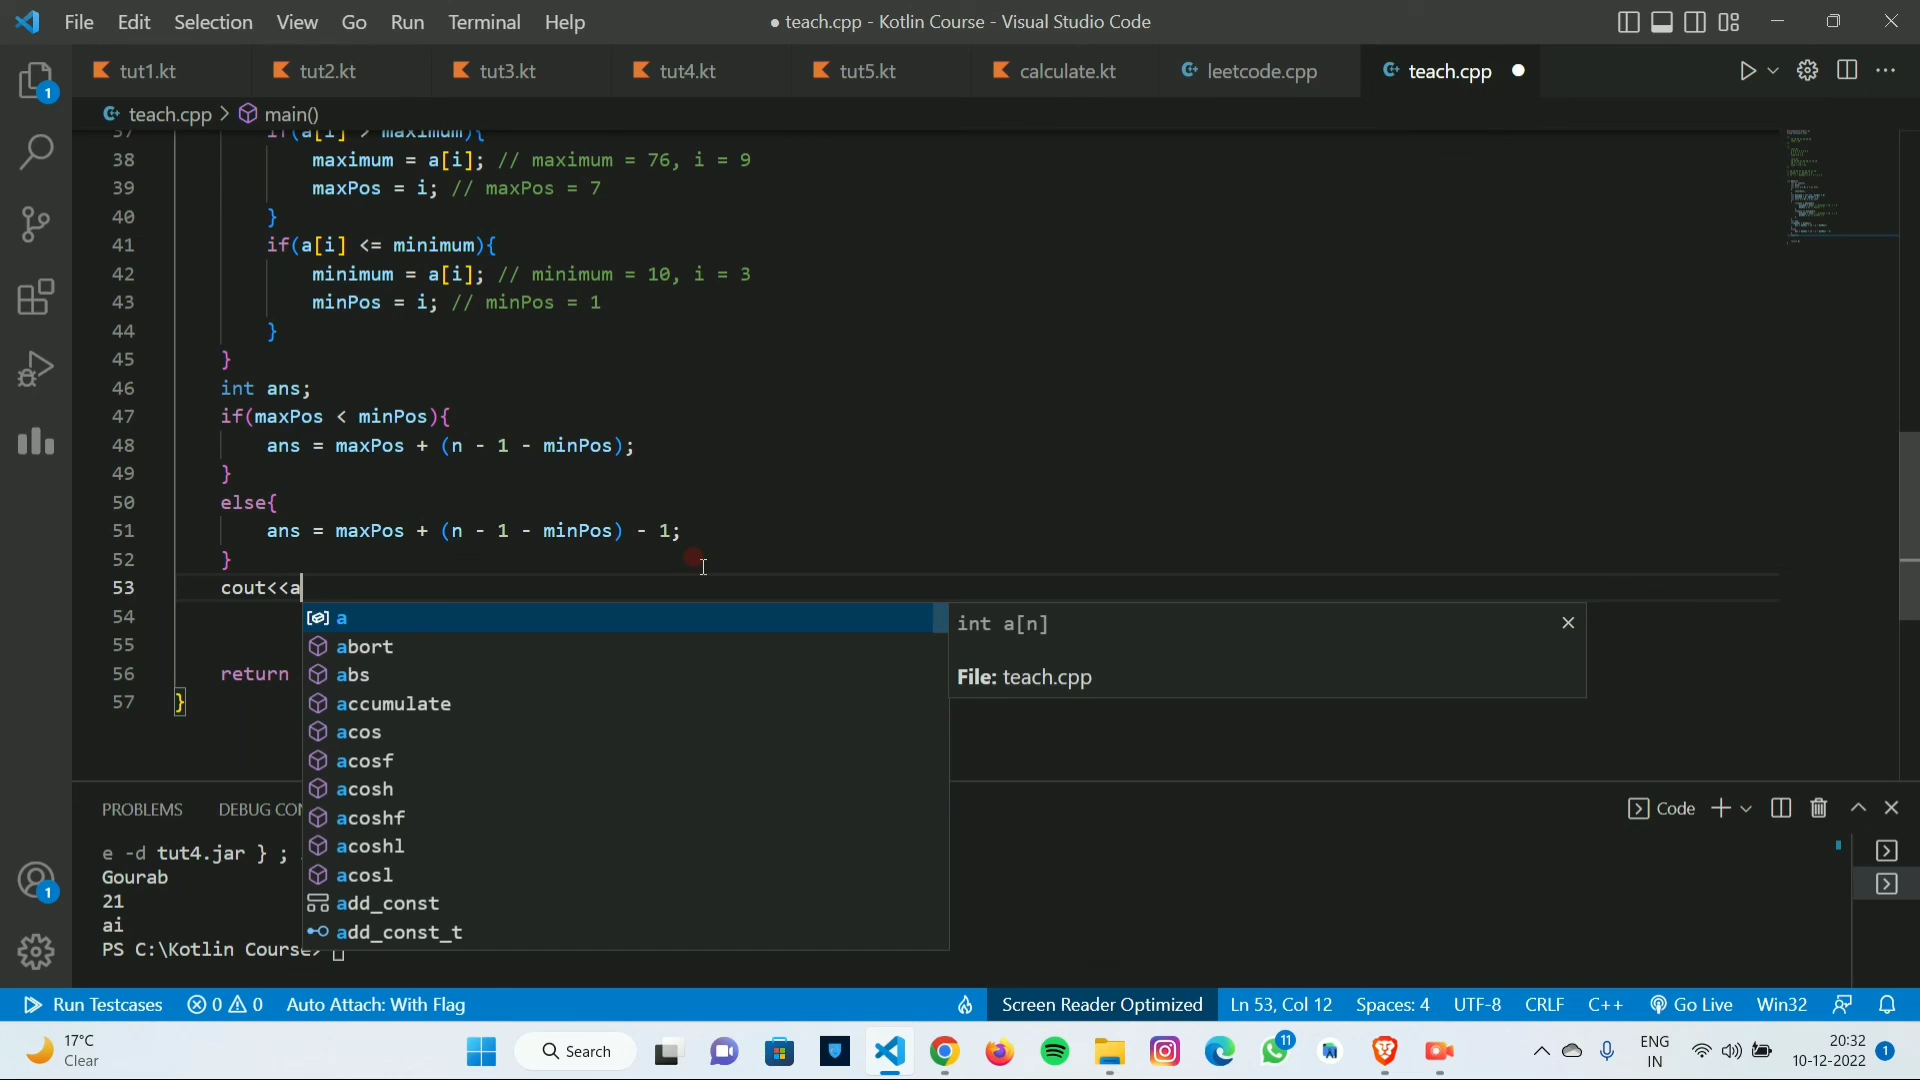 File Edit Selection View Go Run Terminal Help
● teach.cpp - Kotlin Course - Visual Studio Code
tut1.kt tut2.kt tut3.kt tut4.kt tut5.kt calculate.kt leetcode.cpp teach.cpp
teach.cpp > main()
37 if(a[i] > maximum){
38 maximum = a[i]; // maximum = 76, i = 9
39 maxPos = i; // maxPos = 7
40 }
41 if(a[i] <= minimum){
42 minimum = a[i]; // minimum = 10, i = 3
43 minPos = i; // minPos = 1
44 }
45 }
46 int ans;
47 if(maxPos < minPos){
48 ans = maxPos + (n - 1 - minPos);
49 }
50 else{
51 ans = maxPos + (n - 1 - minPos) - 1;
52 }
53 cout<<a
54
55
56 return
57 }
a
abort
abs
accumulate
acos
acosf
acosh
acoshf
acoshl
acosl
add_const
add_const_t
int a[n]
File: teach.cpp
PROBLEMS DEBUG CON
Code
e -d tut4.jar } ;
Gourab
21
ai
PS C:\Kotlin Course>
1
1
Run Testcases 0 0 Auto Attach: With Flag Screen Reader Optimized Ln 53, Col 12 Spaces: 4 UTF-8 CRLF C++ Go Live Win32
17°C
Clear
Search
11
ENG
IN
20:32
10-12-2022
1